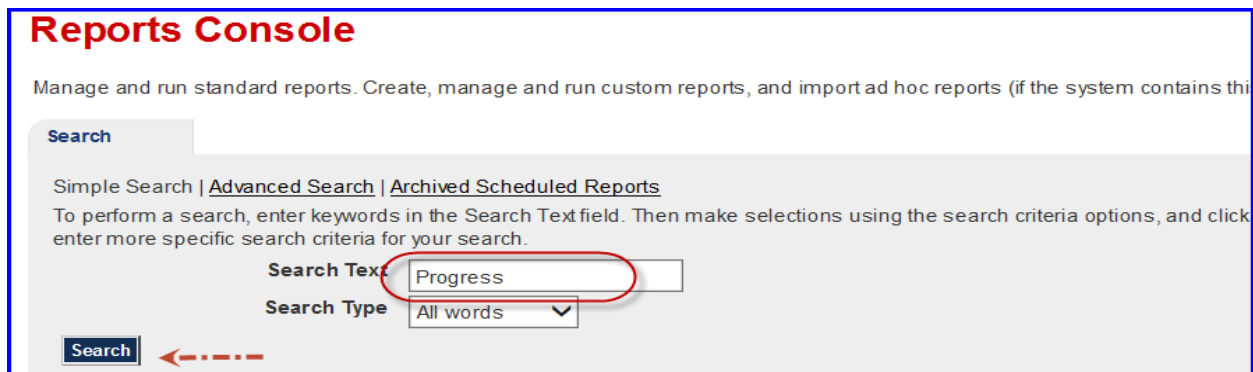 Reports Console
Manage and run standard reports. Create, manage and run custom reports, and import ad hoc reports (if the system contains thi
Search
Simple Search | Advanced Search | Archived Scheduled Reports
To perform a search, enter keywords in the Search Text field. Then make selections using the search criteria options, and click
enter more specific search criteria for your search.
Search Text Progress
Search Type All words
Search